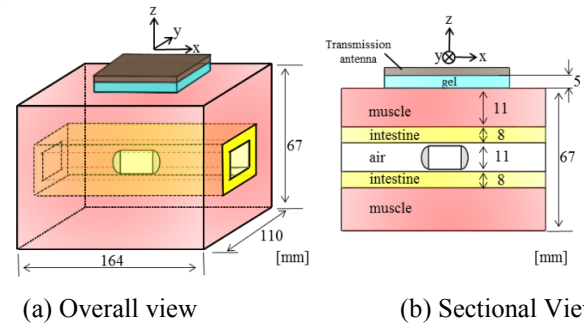 z
y
x
67
110
164
[mm]
(a) Overall view
z
y
x
Transmission
antenna
gel
5
muscle
11
intestine
8
air
11
67
intestine
8
muscle
[mm]
(b) Sectional Vie